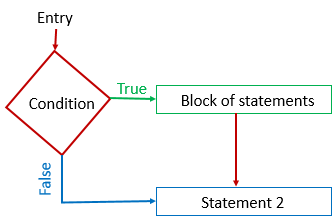 Entry
Condition
True
Block of statements
False
Statement 2